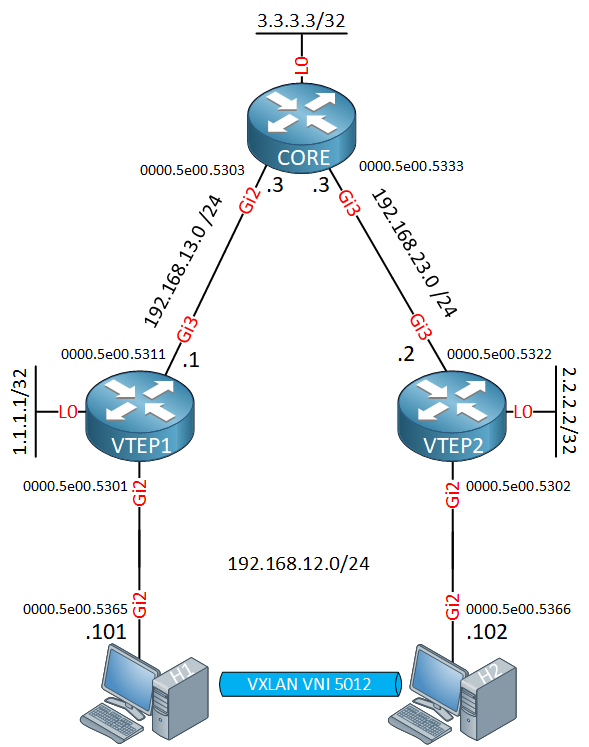 3.3.3.3/32
L0
CORE
0000.5e00.5303
0000.5e00.5333
.3
.3
Gi2
Gi3
192.168.13.0 /24
192.168.23.0 /24
Gi3
Gi3
0000.5e00.5311
.1
.2
0000.5e00.5322
1.1.1.1/32
L0
VTEP1
VTEP2
L0
2.2.2.2/32
0000.5e00.5301
Gi2
Gi2
0000.5e00.5302
192.168.12.0/24
0000.5e00.5365
Gi2
Gi2
0000.5e00.5366
.101
.102
H1
VXLAN VNI 5012
H2